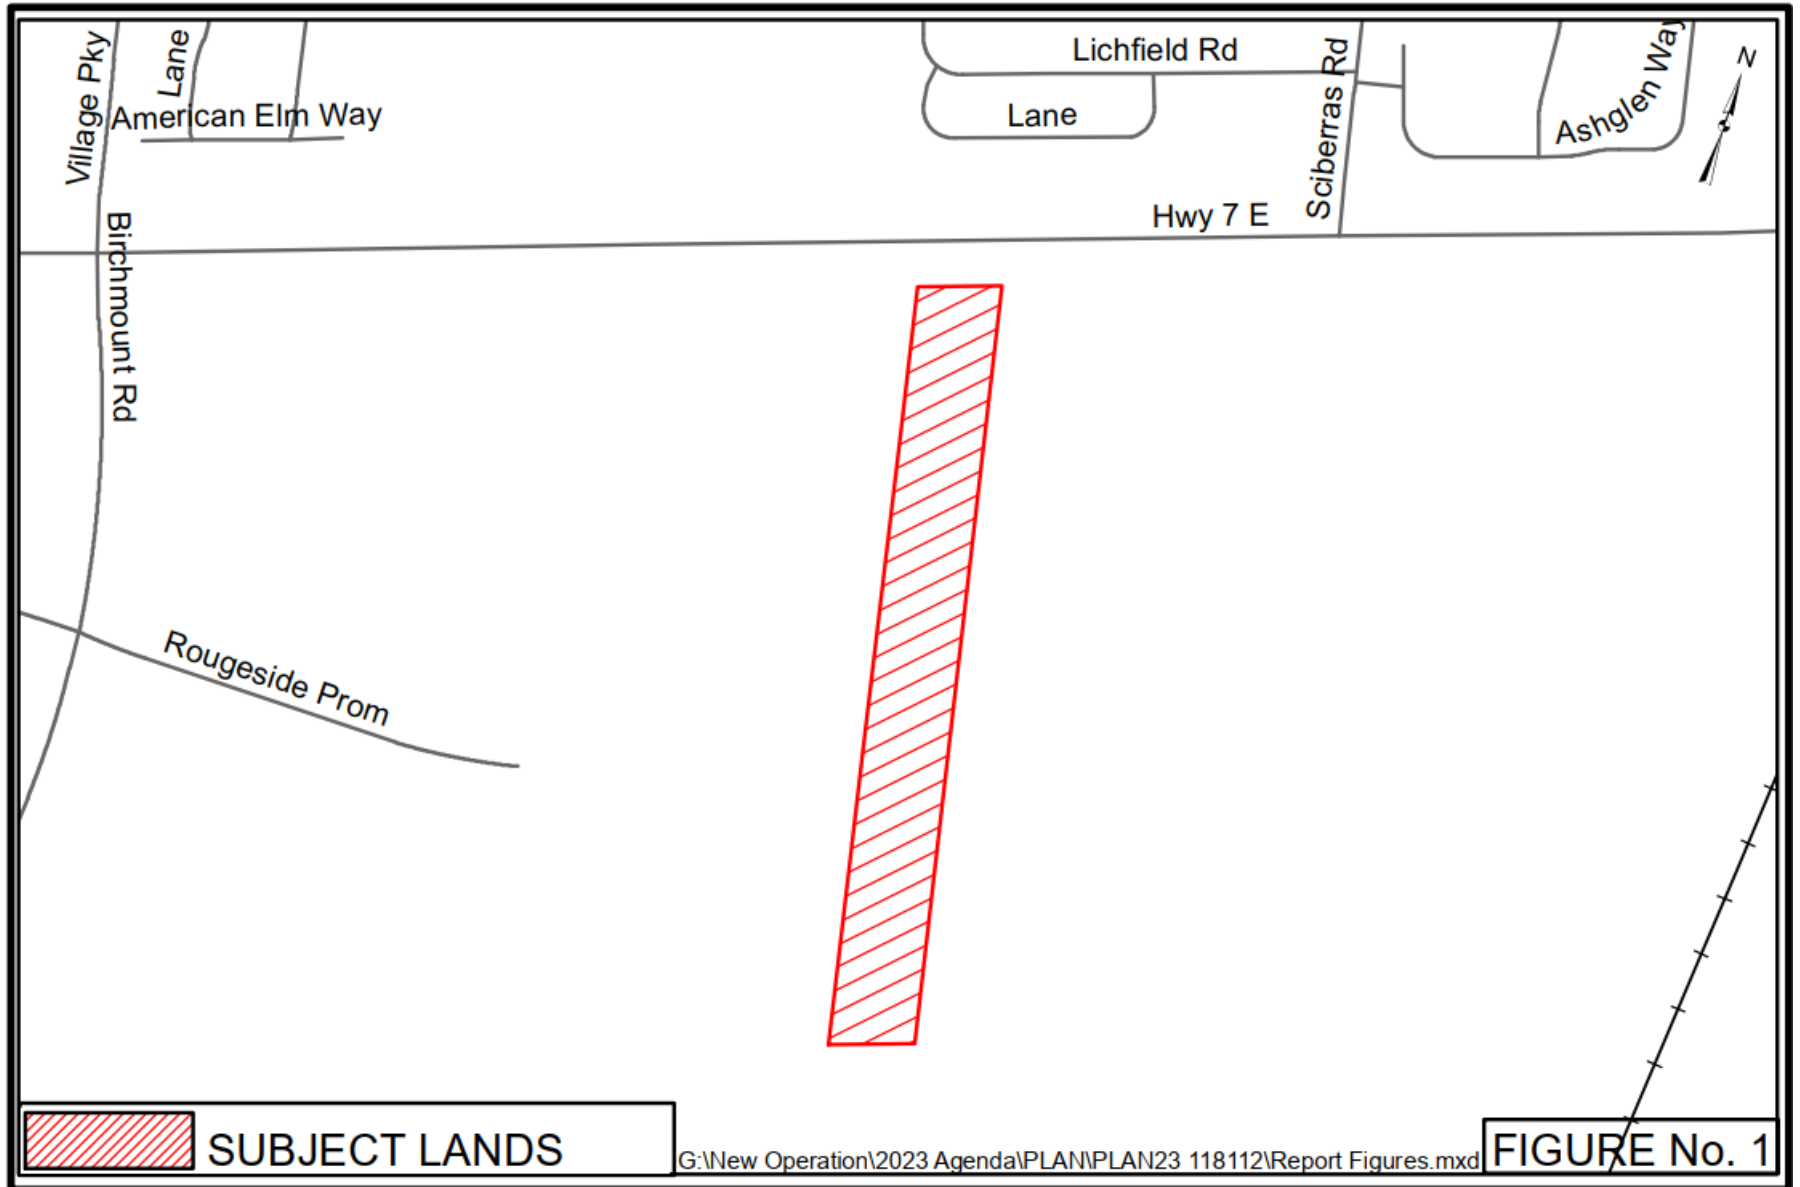 Village Pky
Lane
American Elm Way
Lichfield Rd
Lane
Sciberras Rd
Ashglen Way
N
Hwy 7 E
Birchmount Rd
Rougeside Prom
SUBJECT LANDS
G:\New Operation\2023 Agenda\PLAN\PLAN23 118112\Report Figures.mxd
FIGURE No. 1